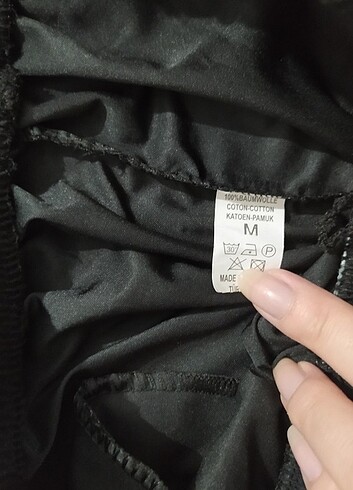 100%BAUMWOLLE
COTON-COTTON
KATOEN-PAMUK
M
30
P
MADE